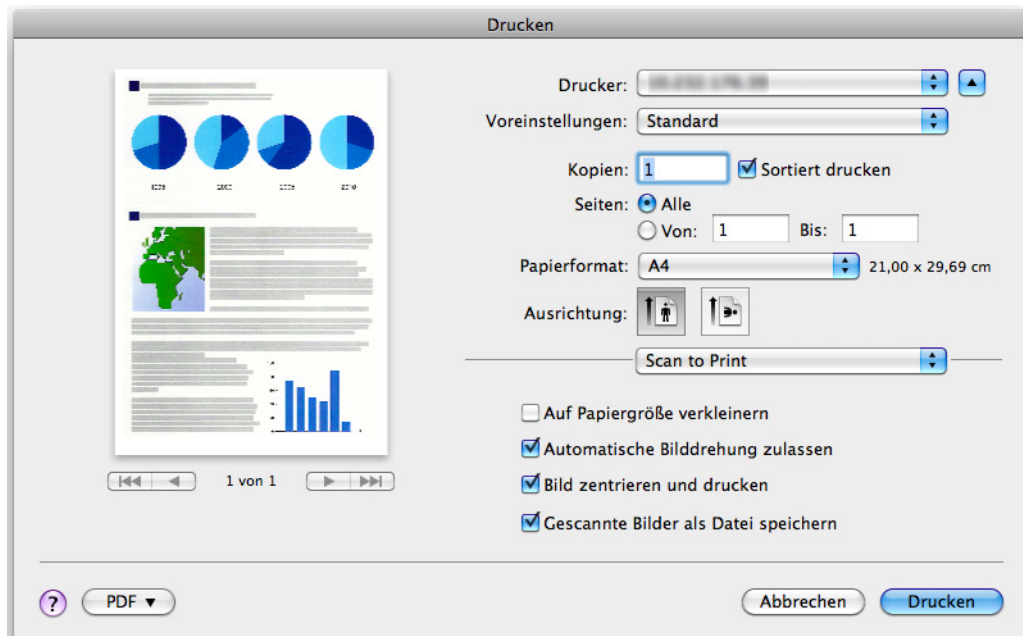 Drucken
Drucker:
Voreinstellungen: Standard
Kopien: 1 Sortiert drucken
Seiten: Alle
Von: 1 Bis: 1
Papierformat: A4 21,00 x 29,69 cm
Ausrichtung:
Scan to Print
Auf Papiergröße verkleinern
Automatische Bilddrehung zulassen
Bild zentrieren und drucken
Gescannte Bilder als Datei speichern
1 von 1
? PDF ▼ Abbrechen Drucken